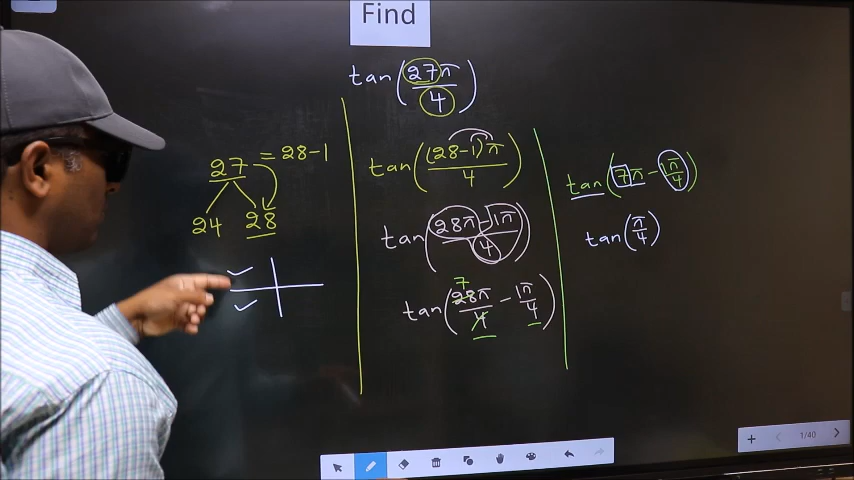 Find
tan(27π/4)
27 = 28-1
24 28
tan((28-1)π/4)
tan(28π-1π/4)
7
tan(28π/4 - 1π/4)
tan(7π - 1π/4)
tan(π/4)
1/40